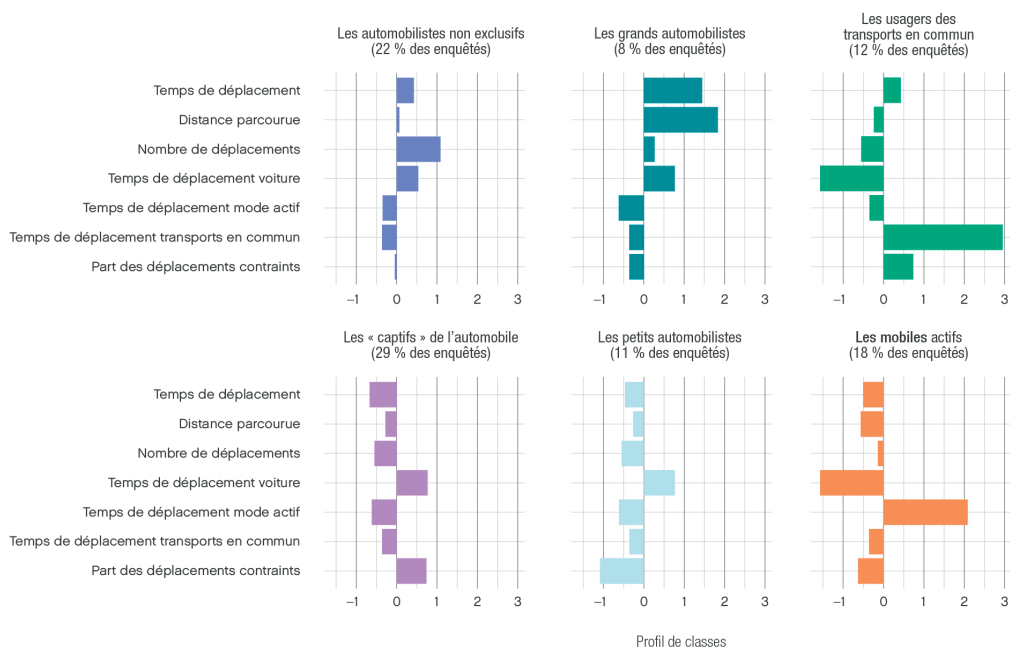 Les automobilistes non exclusifs
(22 % des enquêtés)
Les grands automobilistes
(8 % des enquêtés)
Les usagers des
transports en commun
(12 % des enquêtés)
Temps de déplacement
Distance parcourue
Nombre de déplacements
Temps de déplacement voiture
Temps de déplacement mode actif
Temps de déplacement transports en commun
Part des déplacements contraints
–1 0 1 2 3
–1 0 1 2 3
–1 0 1 2 3
Les « captifs » de l’automobile
(29 % des enquêtés)
Les petits automobilistes
(11 % des enquêtés)
Les mobiles actifs
(18 % des enquêtés)
Temps de déplacement
Distance parcourue
Nombre de déplacements
Temps de déplacement voiture
Temps de déplacement mode actif
Temps de déplacement transports en commun
Part des déplacements contraints
–1 0 1 2 3
–1 0 1 2 3
–1 0 1 2 3
Profil de classes